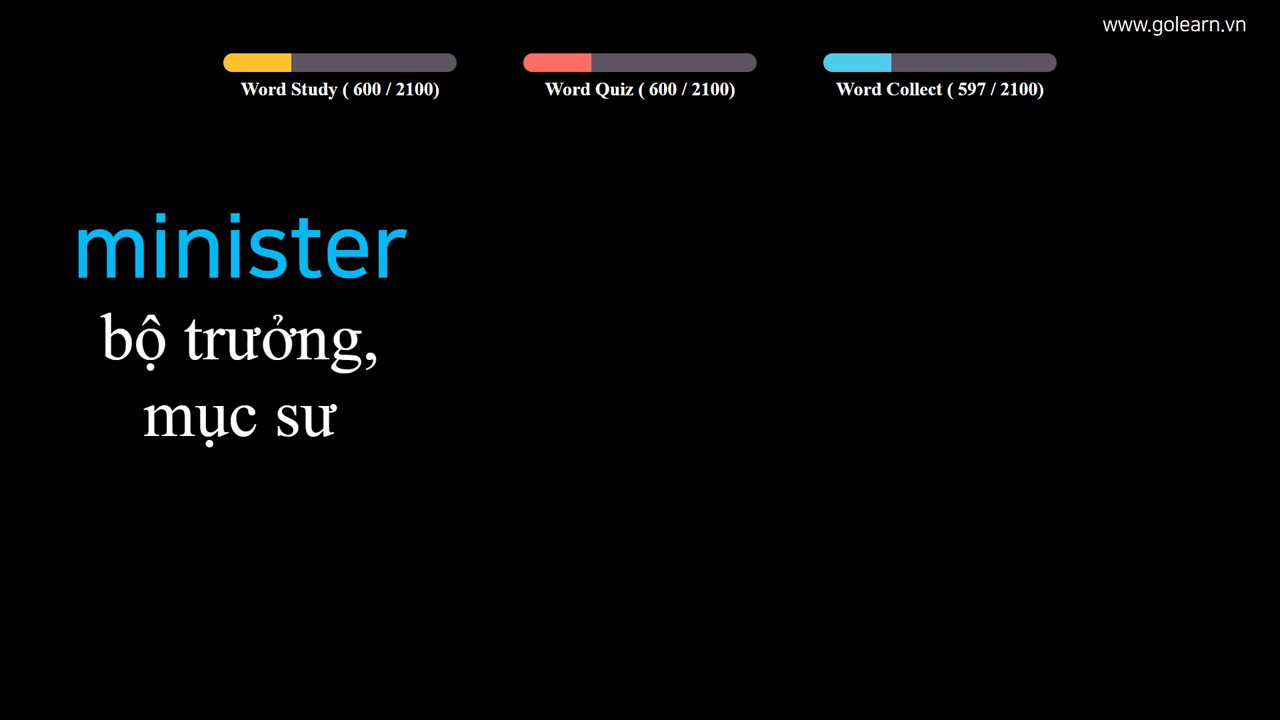 www.golearn.vn
Word Study ( 600 / 2100)
Word Quiz ( 600 / 2100)
Word Collect ( 597 / 2100)
minister
bộ trưởng,
mục sư